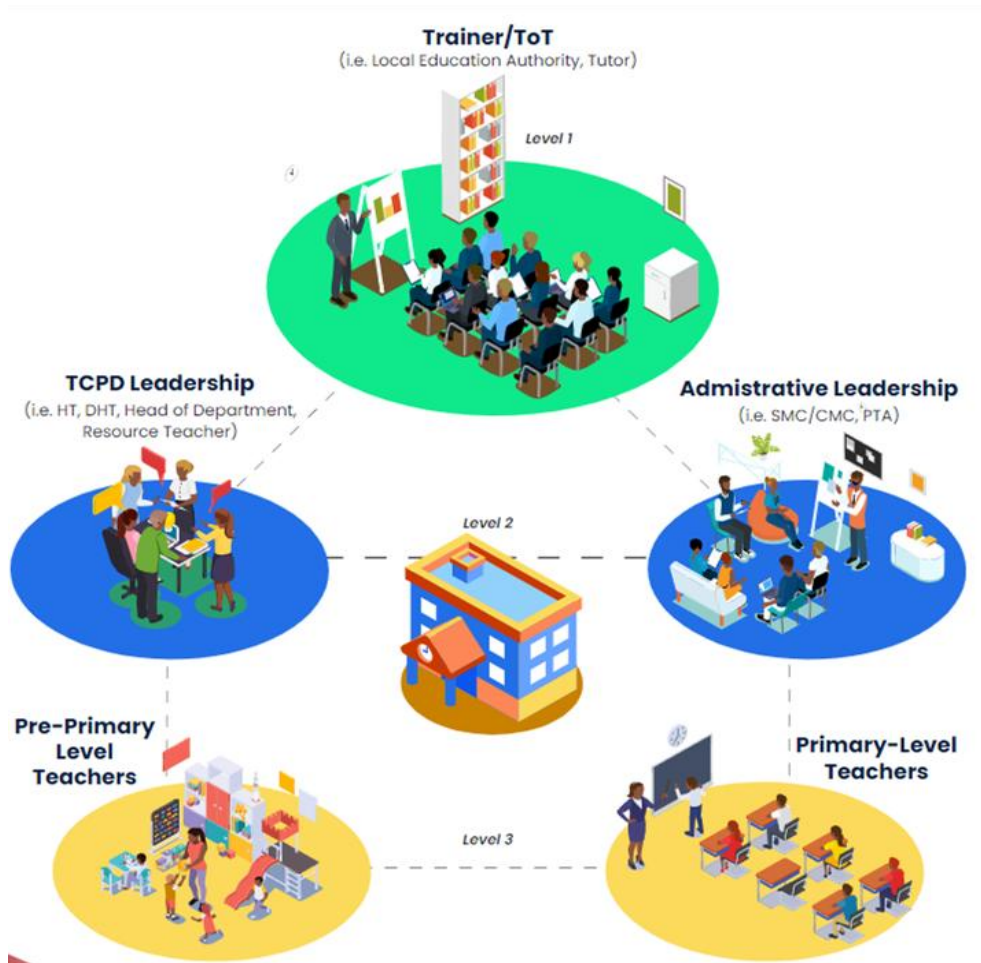 Trainer/ToT
(i.e. Local Education Authority, Tutor)
Level 1
4
TCPD Leadership
(i.e. HT, DHT, Head of Department,
Resource Teacher)
Admistrative Leadership
(i.e. SMC/CMC, PTA)
Level 2
Pre-Primary
Level
Teachers
Primary-Level
Teachers
Level 3